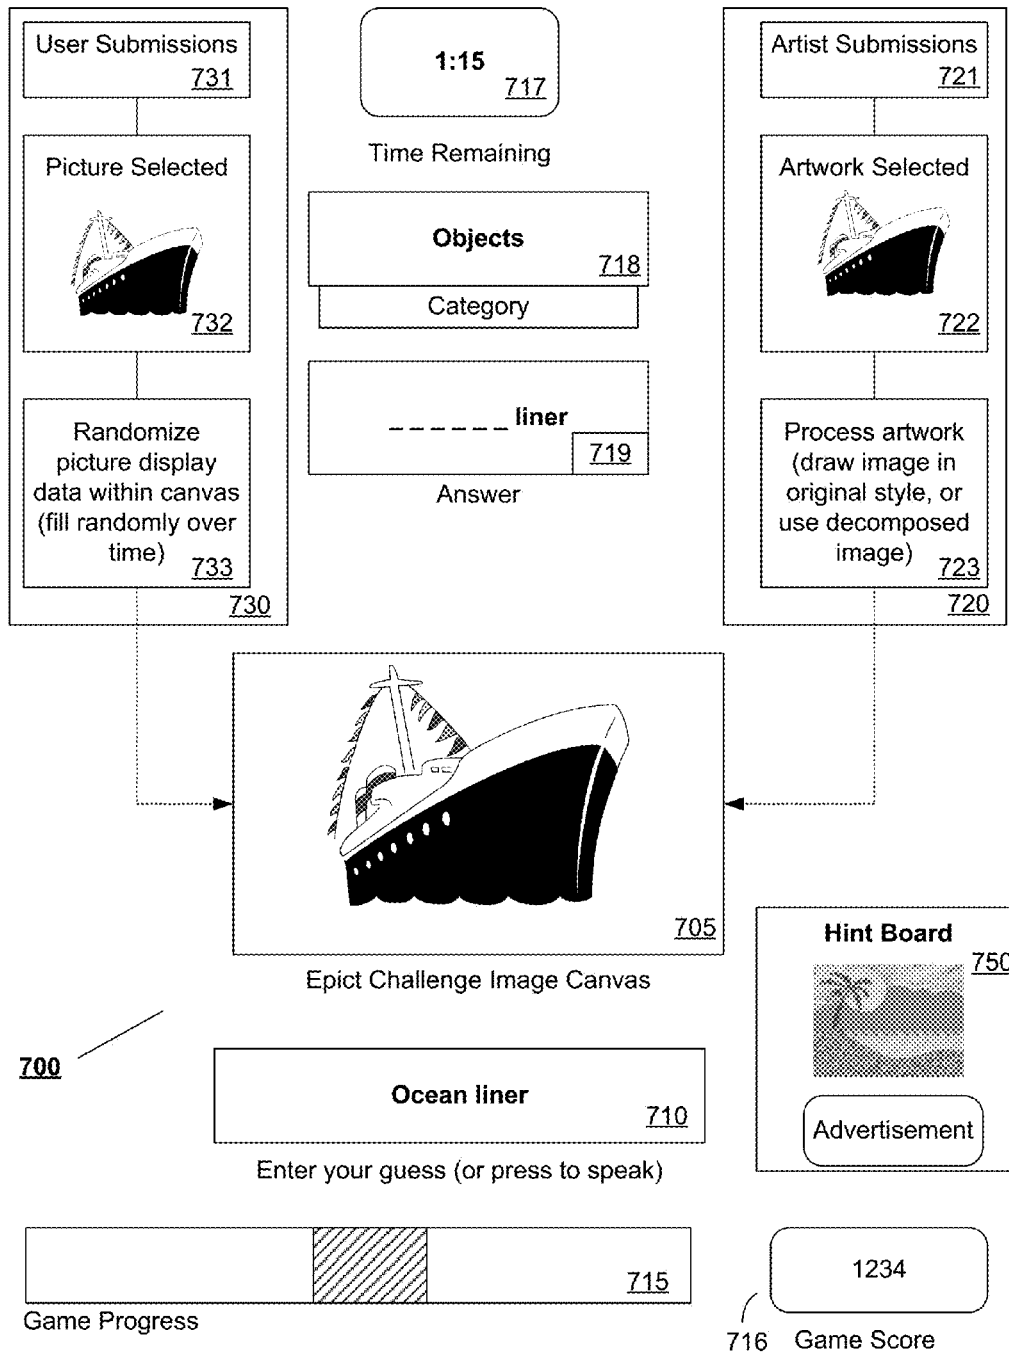 User Submissions
731
Picture Selected
732
Randomize
picture display
data within canvas
(fill randomly over
time)
733
730
1:15
717
Time Remaining
Objects
718
Category
_ _ _ _ _ _ liner
719
Answer
Artist Submissions
721
Artwork Selected
722
Process artwork
(draw image in
original style, or
use decomposed
image)
723
720
705
Epict Challenge Image Canvas
Hint Board
750
Advertisement
700
Ocean liner
710
Enter your guess (or press to speak)
715
Game Progress
1234
716
Game Score